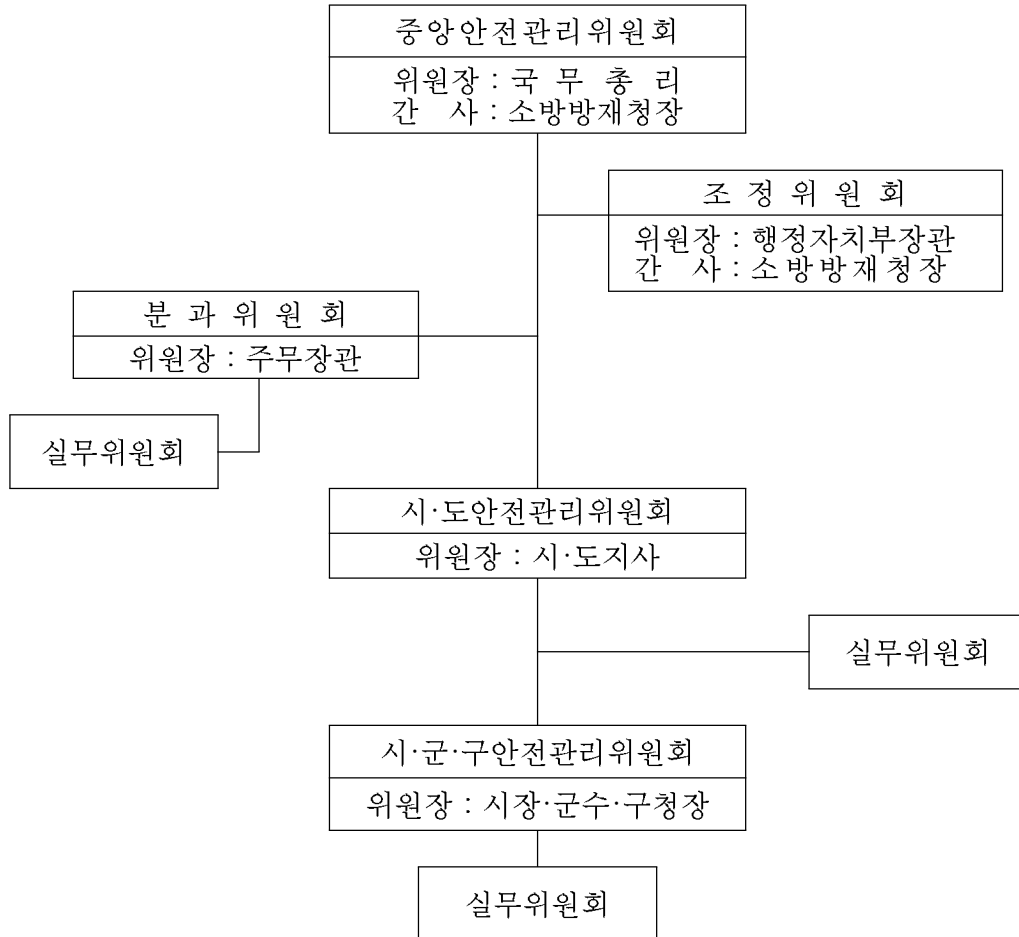 중앙안전관리위원회
위원장 : 국 무 총 리
간 사 : 소방방재청장
조 정 위 원 회
위원장 : 행정자치부장관
간 사 : 소방방재청장
분 과 위 원 회
위원장 : 주무장관
실무위원회
시·도안전관리위원회
위원장 : 시·도지사
실무위원회
시·군·구안전관리위원회
위원장 : 시장·군수·구청장
실무위원회